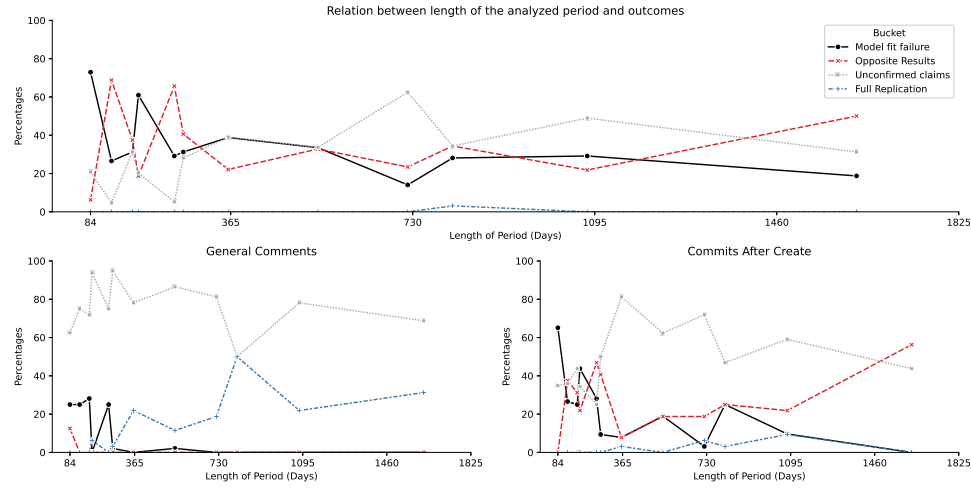 Relation between length of the analyzed period and outcomes
Percentages
100
80
60
40
20
0
84
365
730
1095
1460
1825
Length of Period (Days)
Bucket
Model fit failure
Opposite Results
Unconfirmed claims
Full Replication
General Comments
Percentages
100
80
60
40
20
0
84
365
730
1095
1460
1825
Length of Period (Days)
Commits After Create
Percentages
100
80
60
40
20
0
84
365
730
1095
1460
1825
Length of Period (Days)